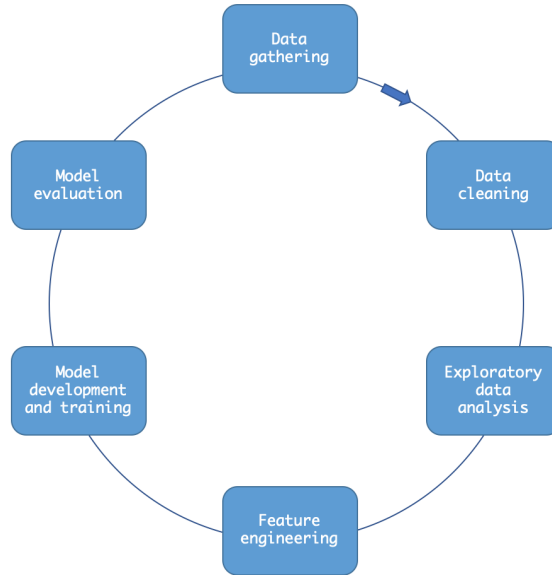 Data
gathering
Data
cleaning
Exploratory
data
analysis
Feature
engineering
Model
development
and training
Model
evaluation